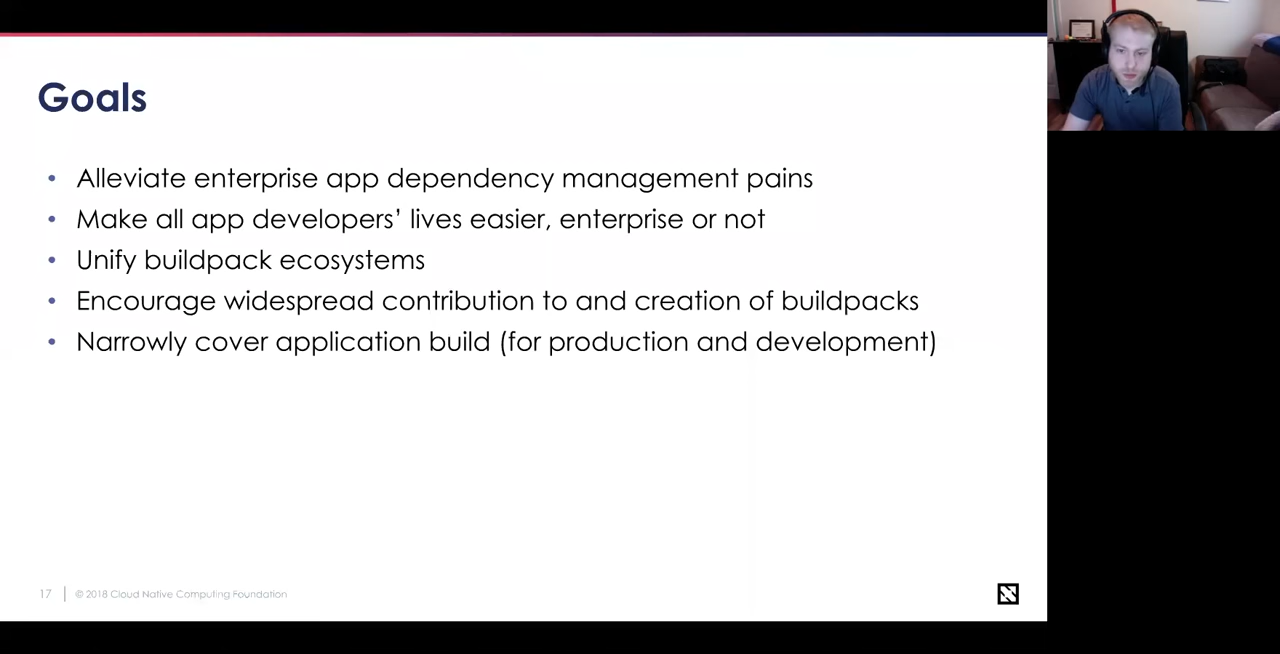 Goals
• Alleviate enterprise app dependency management pains
• Make all app developers’ lives easier, enterprise or not
• Unify buildpack ecosystems
• Encourage widespread contribution to and creation of buildpacks
• Narrowly cover application build (for production and development)
17 | © 2018 Cloud Native Computing Foundation